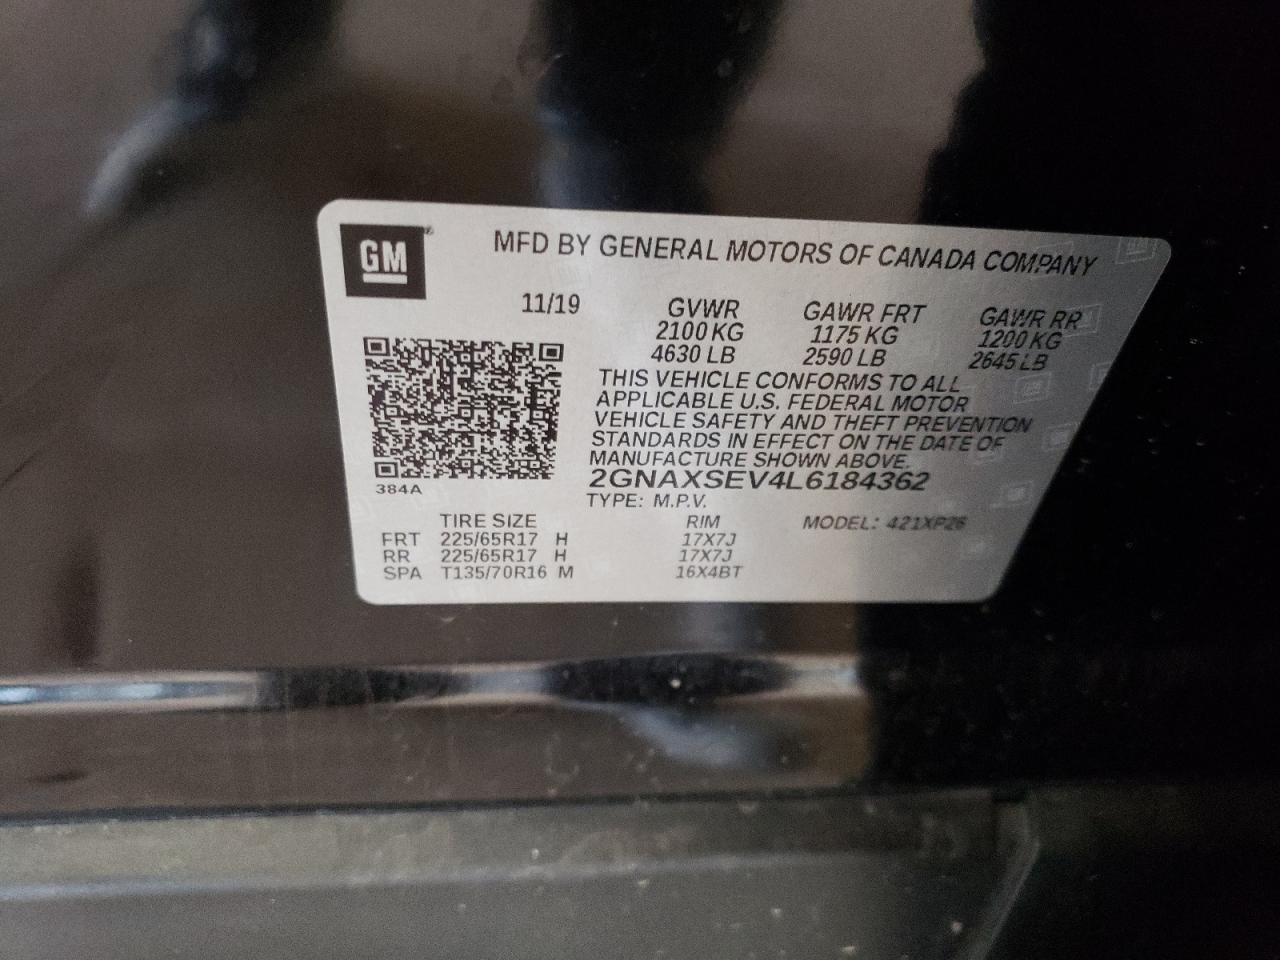 GM
MFD BY GENERAL MOTORS OF CANADA COMPANY
11/19 GVWR GAWR FRT GAWR RR
2100 KG 1175 KG 1200 KG
4630 LB 2590 LB 2645 LB
THIS VEHICLE CONFORMS TO ALL
APPLICABLE U.S. FEDERAL MOTOR
VEHICLE SAFETY AND THEFT PREVENTION
STANDARDS IN EFFECT ON THE DATE OF
MANUFACTURE SHOWN ABOVE.
2GNAXSEV4L6184362
384A
TYPE: M.P.V.
TIRE SIZE RIM MODEL: 421XP26
FRT 225/65R17 H 17X7J
RR 225/65R17 H 17X7J
SPA T135/70R16 M 16X4BT